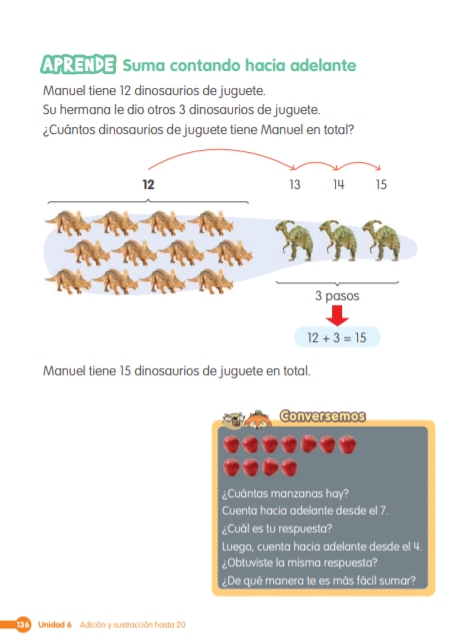 APRENDE Suma contando hacia adelante
Manuel tiene 12 dinosaurios de juguete.
Su hermana le dio otros 3 dinosaurios de juguete.
¿Cuántos dinosaurios de juguete tiene Manuel en total?
12 13 14 15
3 pasos
12 + 3 = 15
Manuel tiene 15 dinosaurios de juguete en total.
Conversemos
¿Cuántas manzanas hay?
Cuenta hacia adelante desde el 7.
¿Cuál es tu respuesta?
Luego, cuenta hacia adelante desde el 4.
¿Obtuviste la misma respuesta?
¿De qué manera te es más fácil sumar?
136 Unidad 6 Adición y sustracción hasta 20